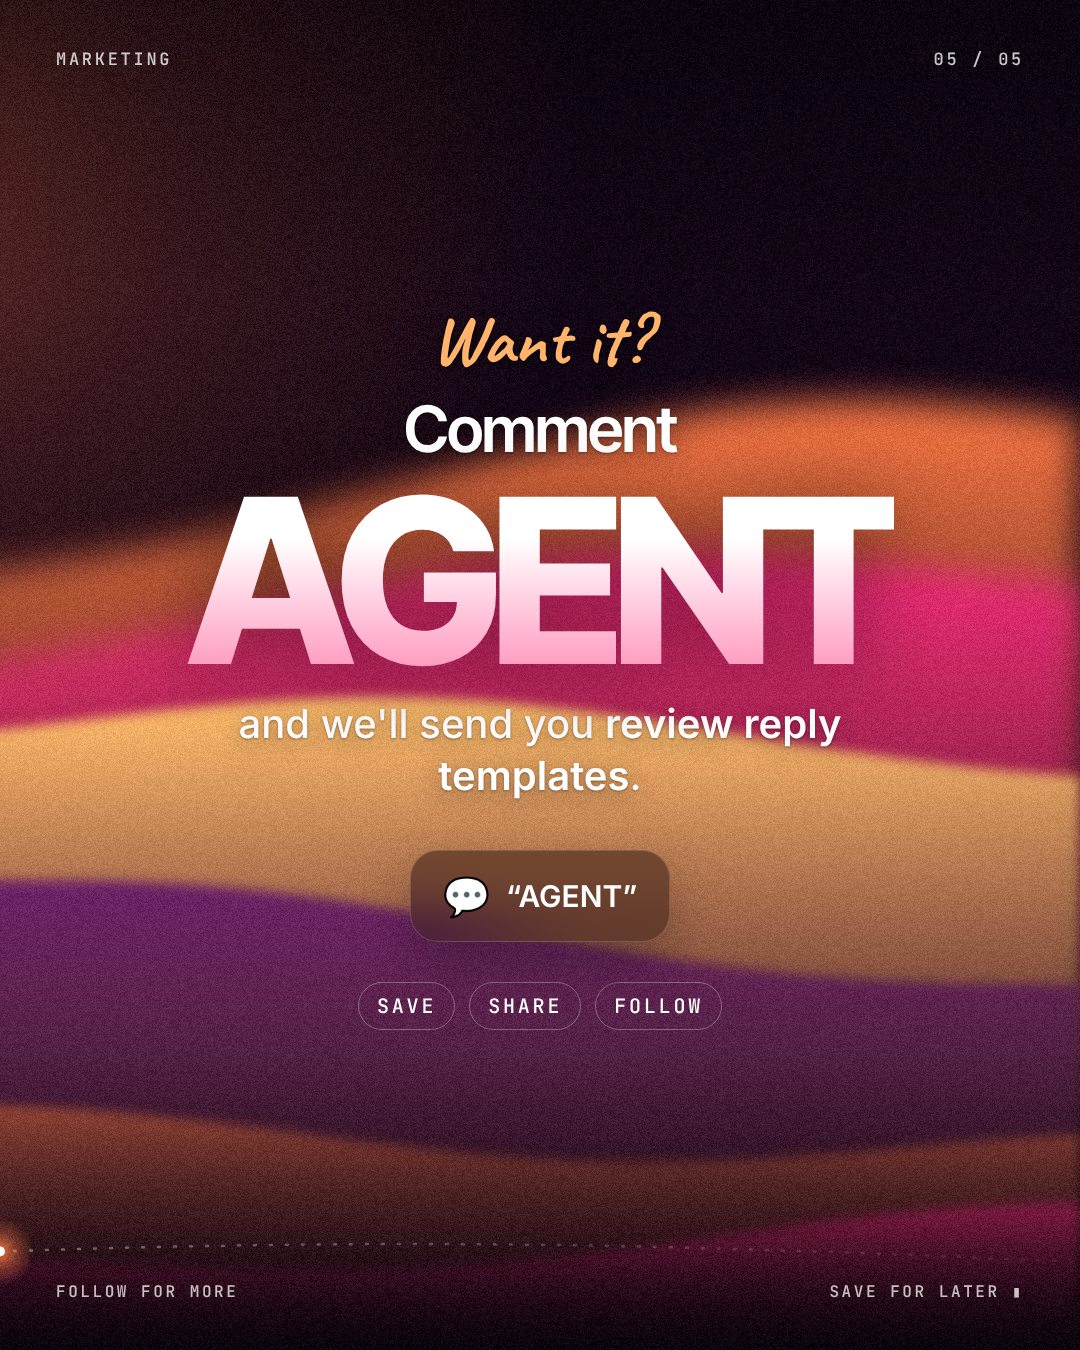 MARKETING
05 / 05
Want it?
Comment
AGENT
and we'll send you review reply
templates.
💬 “AGENT”
SAVE SHARE FOLLOW
FOLLOW FOR MORE
SAVE FOR LATER ▮